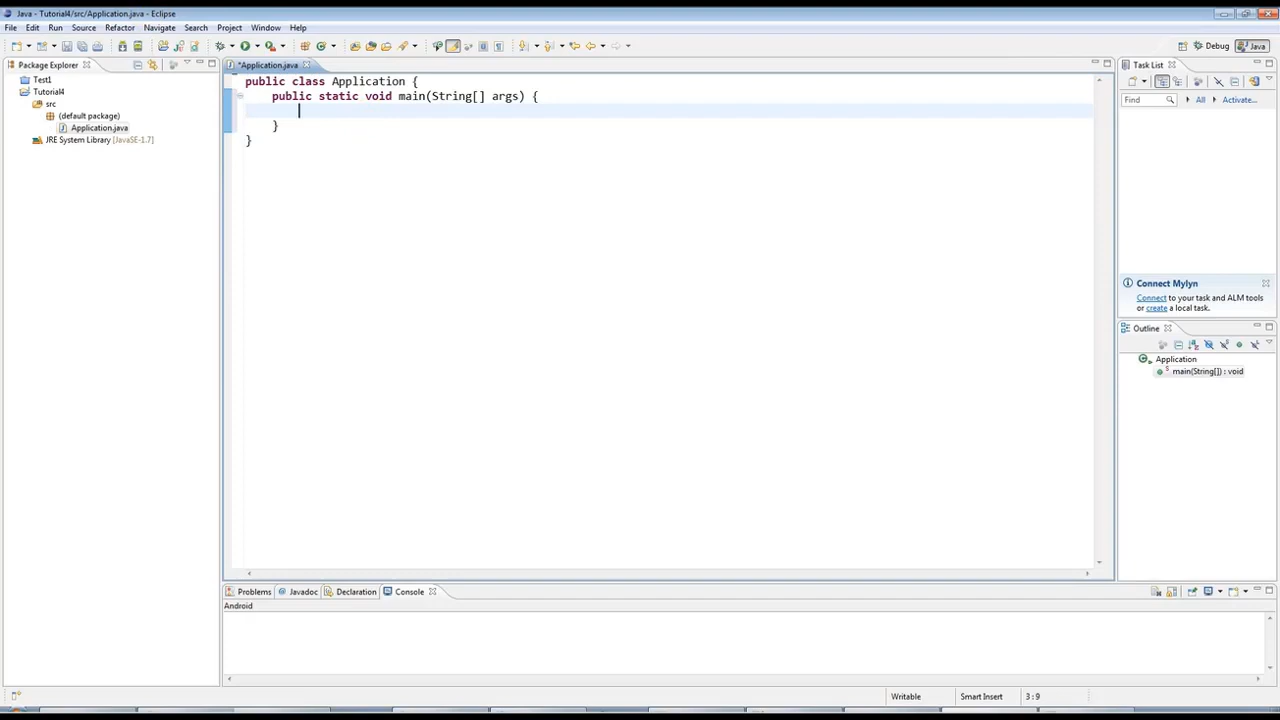 Java - Tutorial4/src/Application.java - Eclipse
File Edit Run Source Refactor Navigate Search Project Window Help
Debug Java
Package Explorer
Test1
Tutorial4
src
(default package)
Application.java
JRE System Library [JavaSE-1.7]
*Application.java
public class Application {
public static void main(String[] args) {
}
}
Task List
Find All Activate...
Connect Mylyn
Connect to your task and ALM tools
or create a local task.
Outline
Application
main(String[]) : void
Problems @ Javadoc Declaration Console
Android
Writable Smart Insert 3 : 9